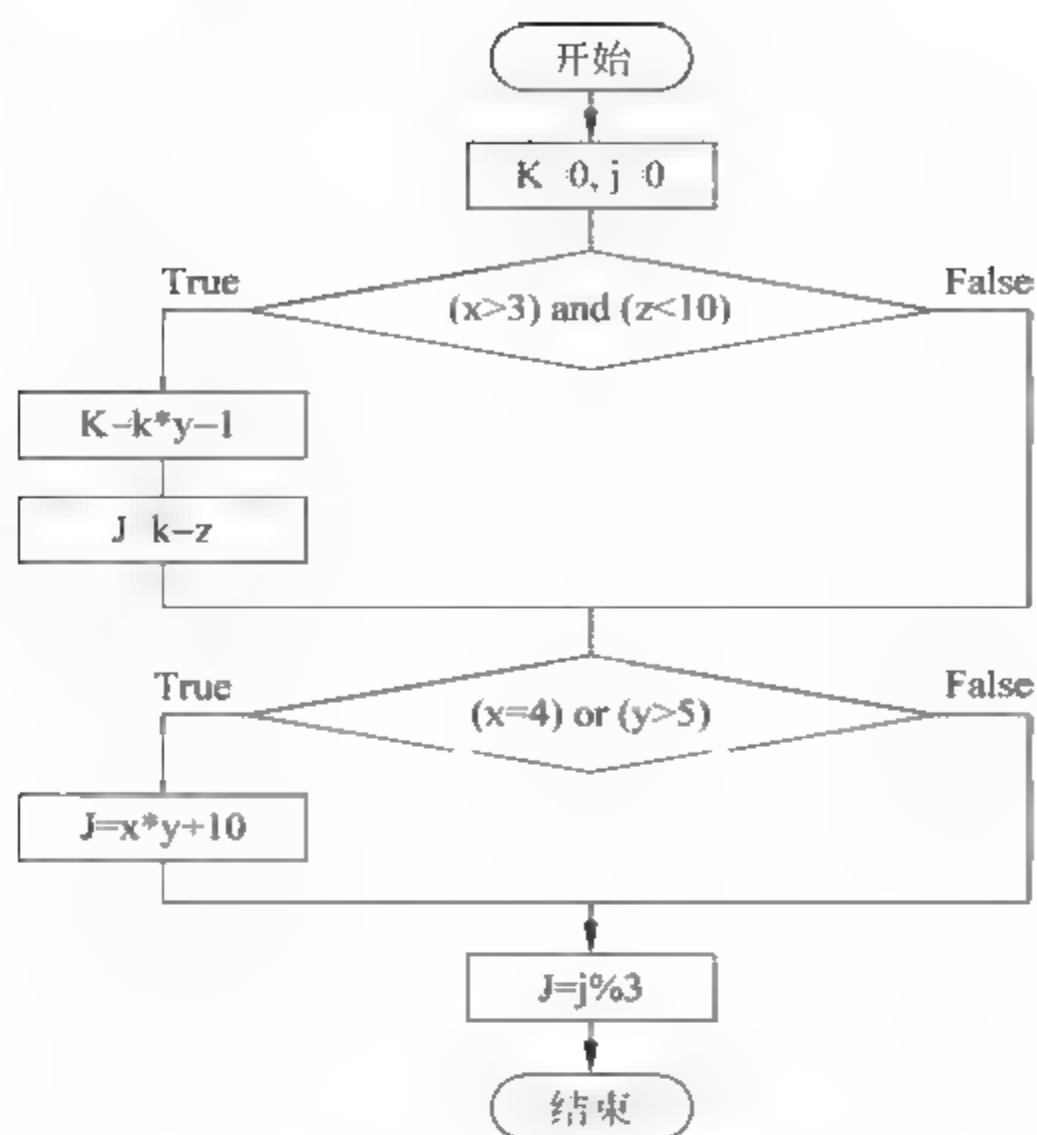 开始
K 0, j 0
True
False
(x>3) and (z<10)
K-k*y-1
J k-z
True
False
(x=4) or (y>5)
J=x*y+10
J=j%3
结束